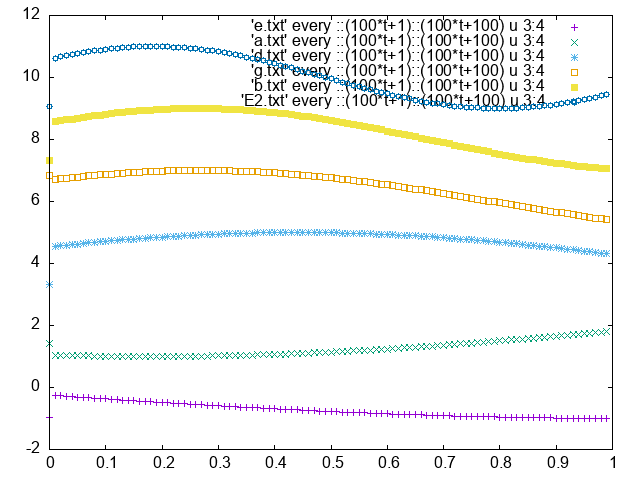 12
10
8
6
4
2
0
-2
'e.txt' every ::(100*t+1)::(100*t+100) u 3:4
'a.txt' every ::(100*t+1)::(100*t+100) u 3:4
'd.txt' every ::(100*t+1)::(100*t+100) u 3:4
'g.txt' every ::(100*t+1)::(100*t+100) u 3:4
'b.txt' every ::(100*t+1)::(100*t+100) u 3:4
'E2.txt' every ::(100*t+1)::(100*t+100) u 3:4
0 0.1 0.2 0.3 0.4 0.5 0.6 0.7 0.8 0.9 1